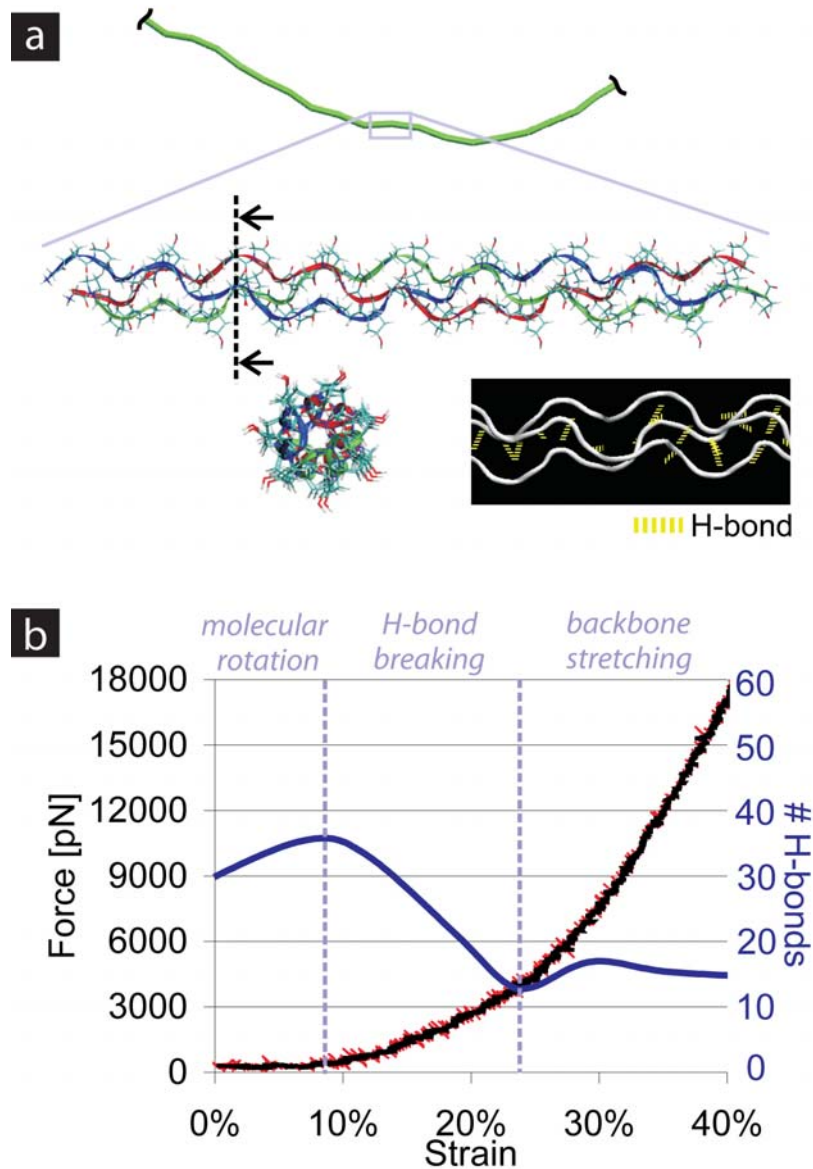 a
H-bond
b
molecular rotation
H-bond breaking
backbone stretching
Force [pN]
18000
15000
12000
9000
6000
3000
0
60
50
40
30
20
10
0
# H-bonds
0%
10%
20%
30%
40%
Strain